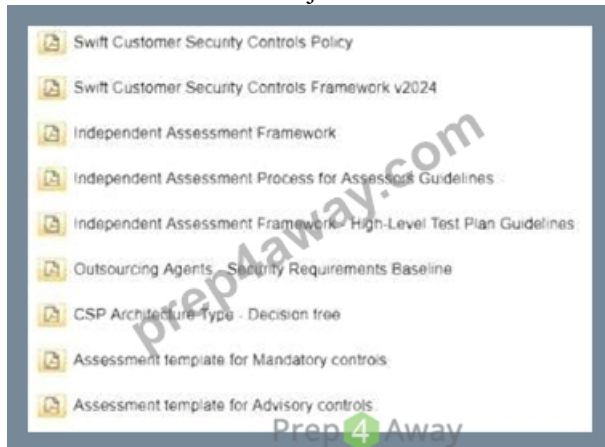 Swift Customer Security Controls Policy
Swift Customer Security Controls Framework v2024
Independent Assessment Framework
Independent Assessment Process for Assessors Guidelines
Independent Assessment Framework - High-Level Test Plan Guidelines
Outsourcing Agents - Security Requirements Baseline
CSP Architecture Type - Decision tree
Assessment template for Mandatory controls
Assessment template for Advisory controls
prep4away.com
Prep 4 Away